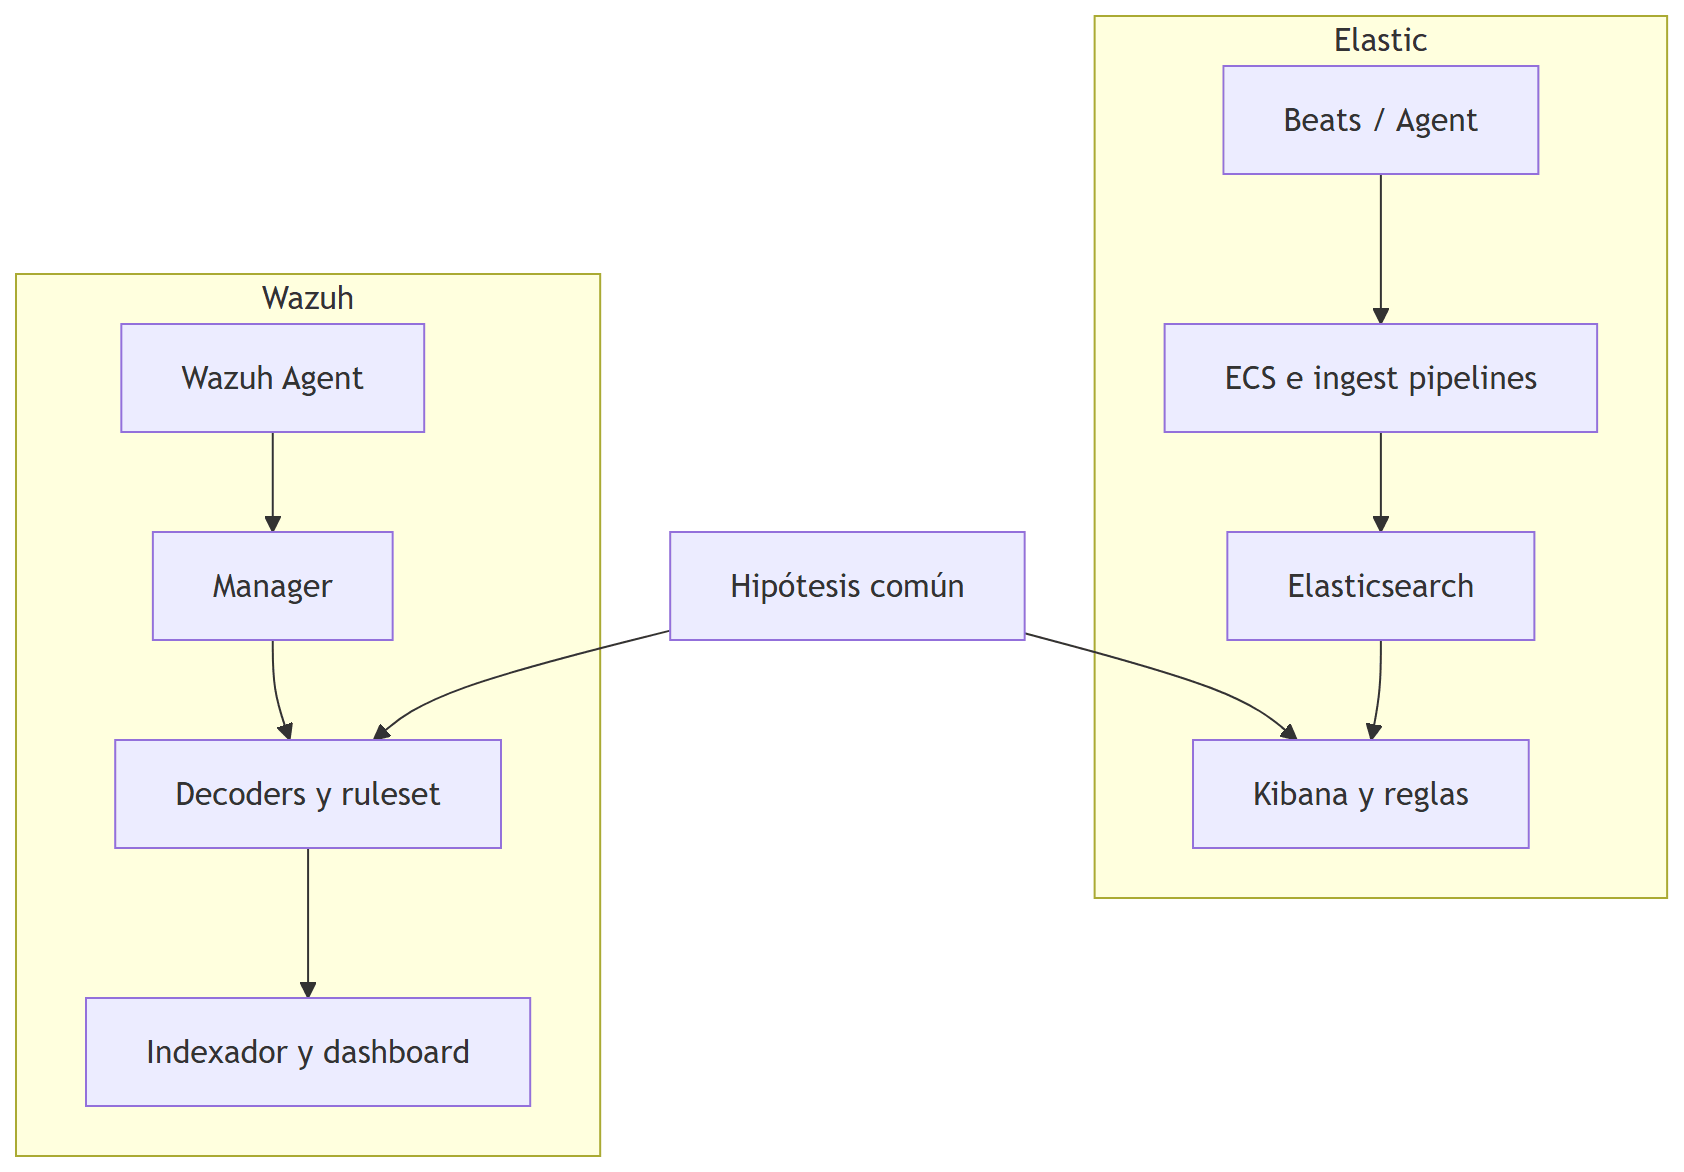 Elastic
Beats / Agent
ECS e ingest pipelines
Elasticsearch
Kibana y reglas
Hipótesis común
Wazuh
Wazuh Agent
Manager
Decoders y ruleset
Indexador y dashboard